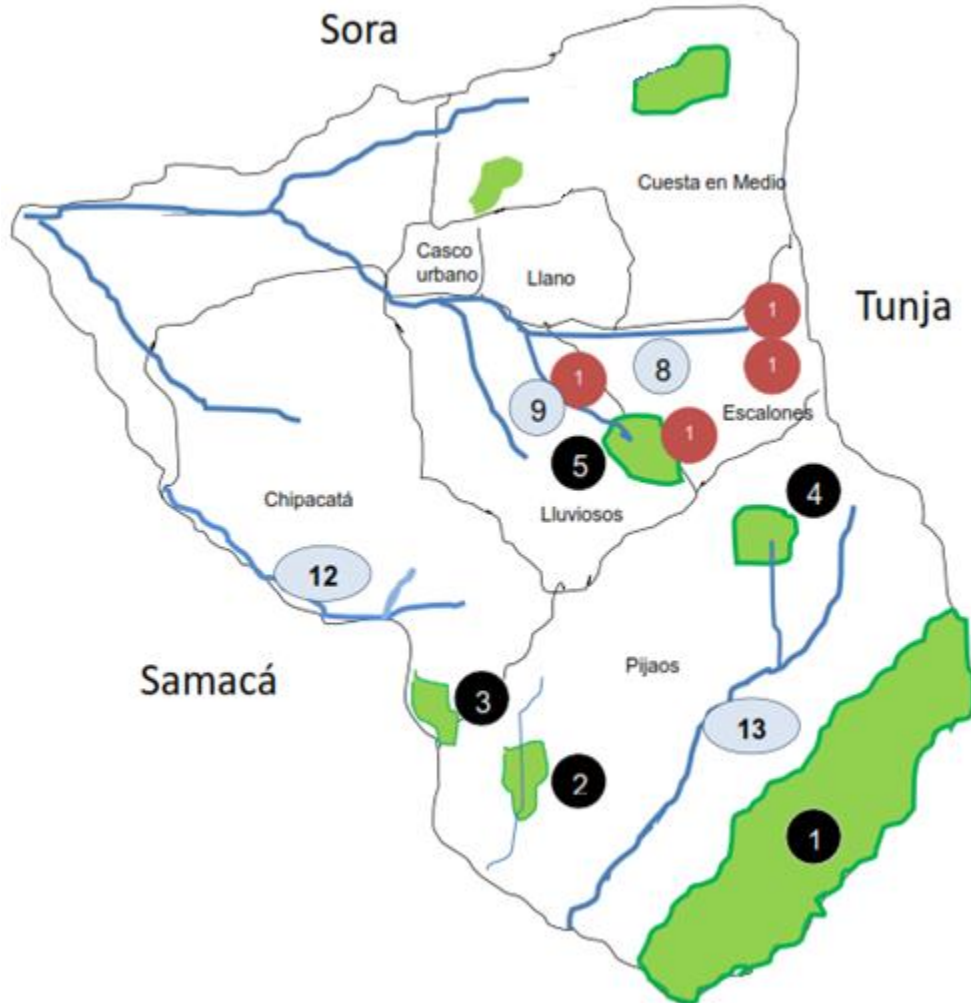 Sora
Cuesta en Medio
Casco
urbano
Llano
Tunja
1
8
1
1
9
Escalones
1
5
4
Chipacatá
Lluviosos
12
Pijaos
Samacá
3
13
2
1